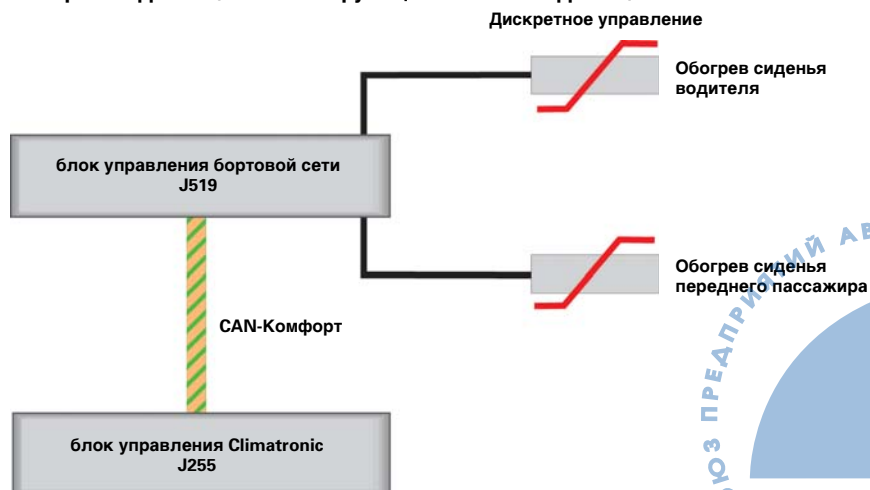 Дискретное управление
Обогрев сиденья
водителя
блок управления бортовой сети
J519
Обогрев сиденья
переднего пассажира
CAN-Комфорт
блок управления Climatronic
J255